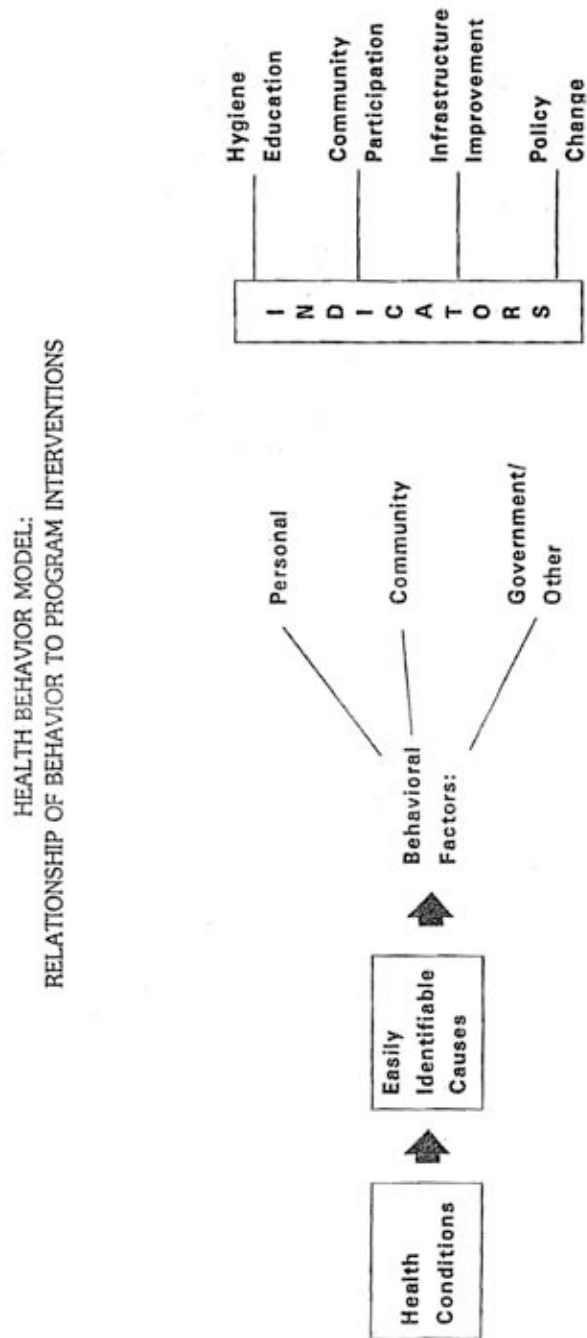 HEALTH BEHAVIOR MODEL:
RELATIONSHIP OF BEHAVIOR TO PROGRAM INTERVENTIONS
Health
Conditions
Easily
Identifiable
Causes
Behavioral
Factors:
Personal
Community
Government/
Other
INDICATORS
Hygiene
Education
Community
Participation
Infrastructure
Improvement
Policy
Change